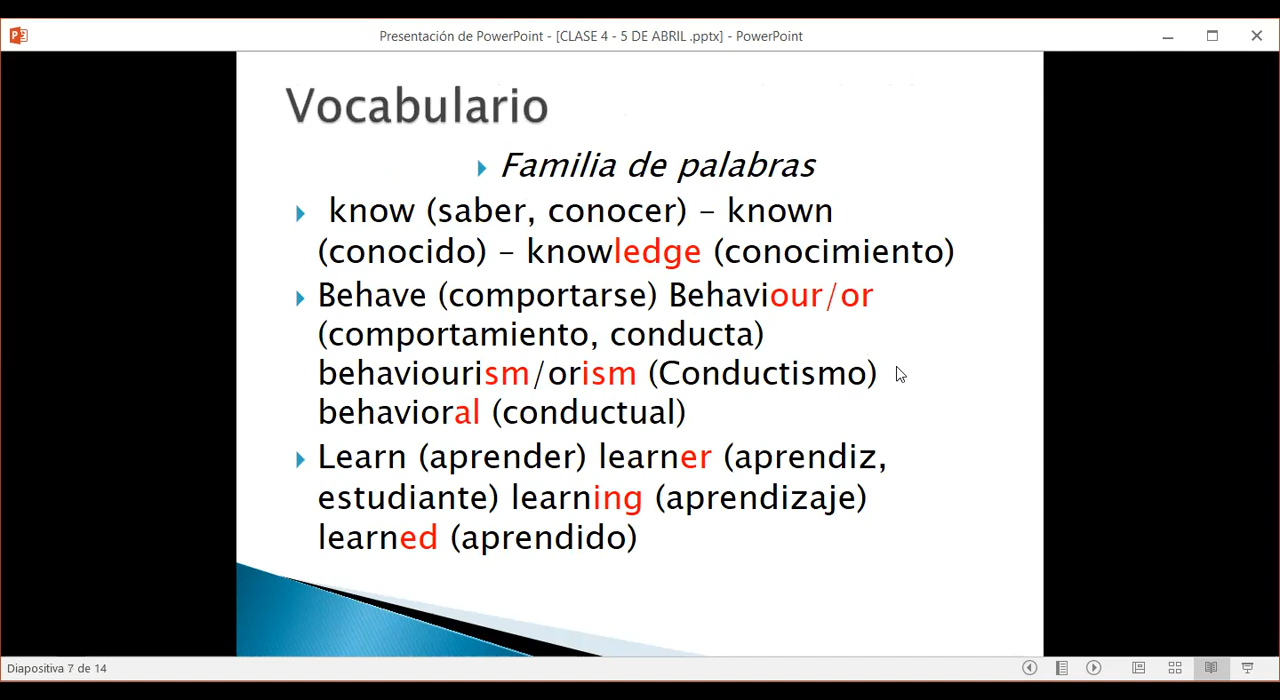 Presentación de PowerPoint - [CLASE 4 - 5 DE ABRIL .pptx] - PowerPoint
Vocabulario
Familia de palabras
know (saber, conocer) – known
(conocido) – knowledge (conocimiento)
Behave (comportarse) Behaviour/or
(comportamiento, conducta)
behaviourism/orism (Conductismo)
behavioral (conductual)
Learn (aprender) learner (aprendiz,
estudiante) learning (aprendizaje)
learned (aprendido)
Diapositiva 7 de 14